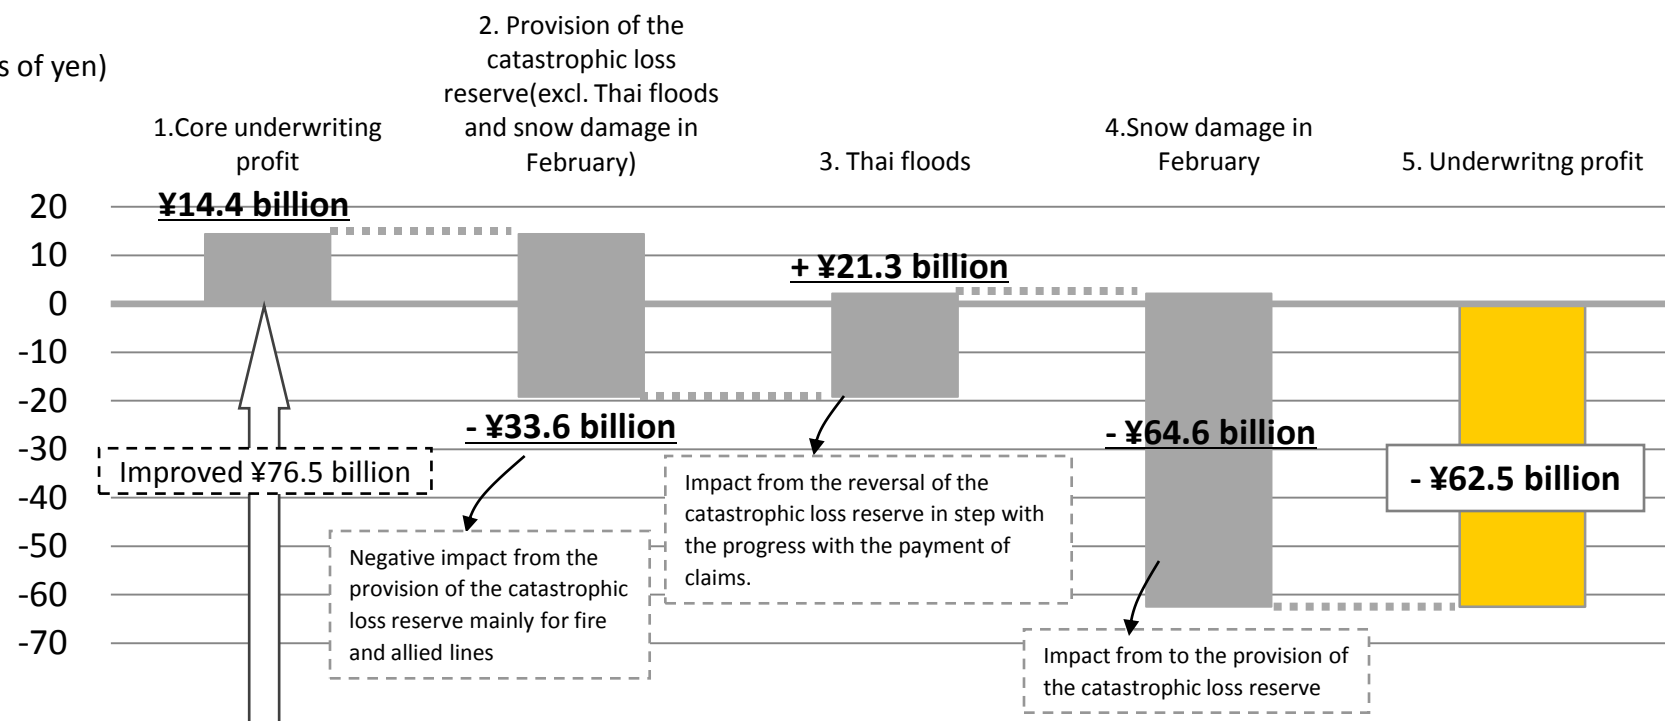 s of yen)
1.Core underwriting
profit
¥14.4 billion
2. Provision of the
catastrophic loss
reserve(excl. Thai floods
and snow damage in
February)
- ¥33.6 billion
3. Thai floods
+ ¥21.3 billion
4.Snow damage in
February
- ¥64.6 billion
5. Underwritng profit
- ¥62.5 billion
20
10
0
-10
-20
-30
-40
-50
-60
-70
Improved ¥76.5 billion
Negative impact from the
provision of the catastrophic
loss reserve mainly for fire
and allied lines
Impact from the reversal of the
catastrophic loss reserve in step with
the progress with the payment of
claims.
Impact from to the provision of
the catastrophic loss reserve